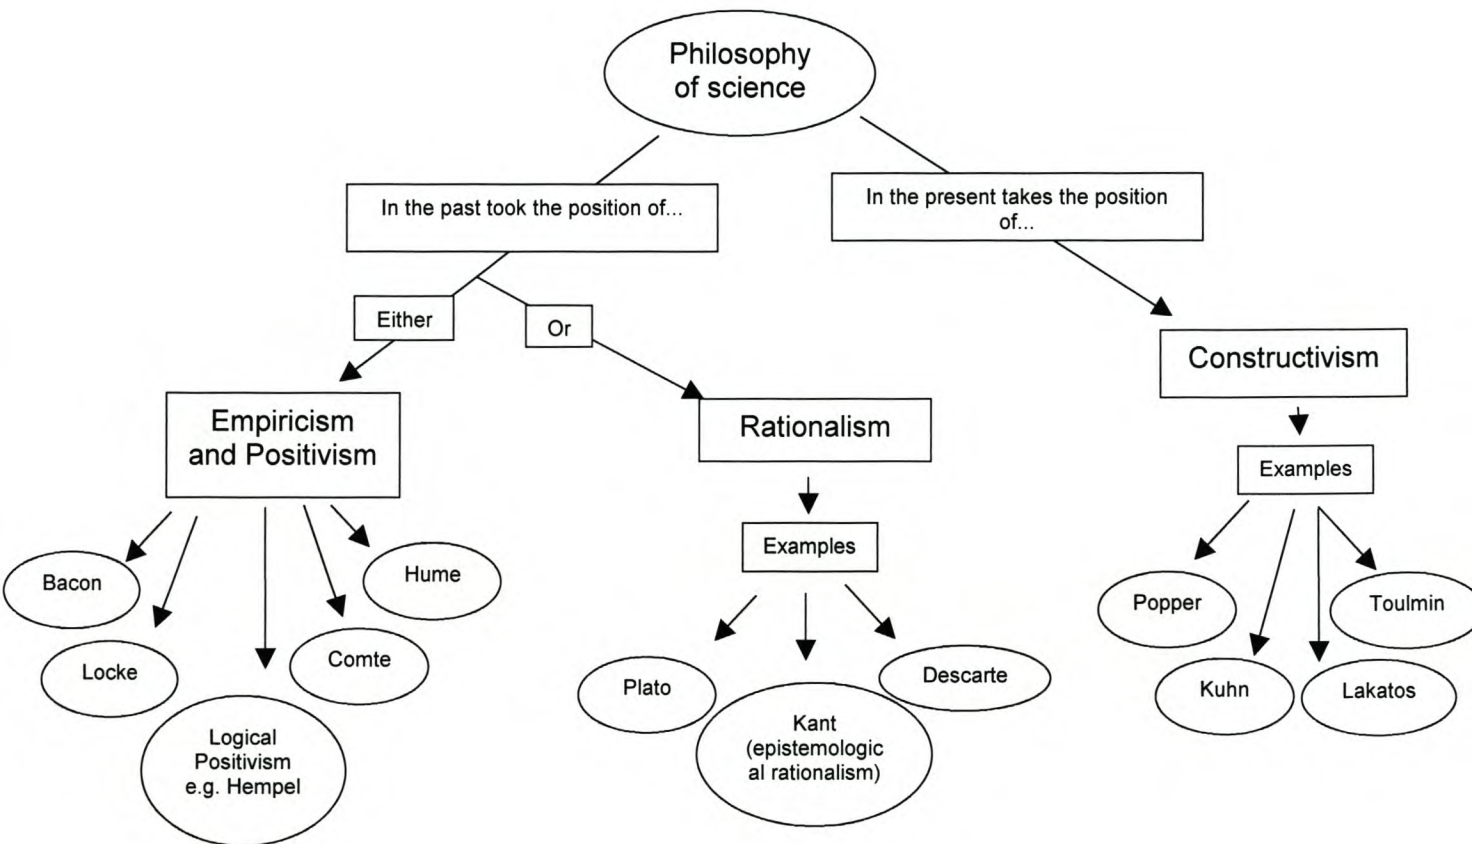 Philosophy
of science
In the past took the position of...
In the present takes the position
of...
Either
Or
Constructivism
Empiricism
and Positivism
Rationalism
Examples
Examples
Bacon
Hume
Popper
Toulmin
Locke
Comte
Plato
Descarte
Kuhn
Lakatos
Logical
Positivism
e.g. Hempel
Kant
(epistemologic
al rationalism)